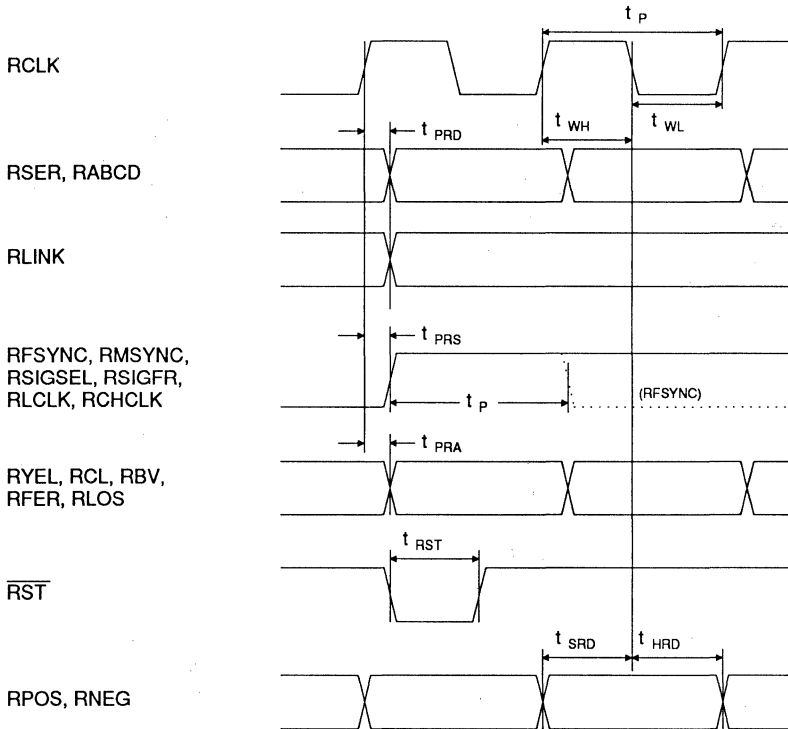 t P
RCLK
t WH
t WL
t PRD
RSER, RABCD
RLINK
t PRS
RFSYNC, RMSYNC,
RSIGSEL, RSIGFR,
RLCLK, RCHCLK
t P
(RFSYNC)
t PRA
RYEL, RCL, RBV,
RFER, RLOS
t RST
RST
t SRD
t HRD
RPOS, RNEG